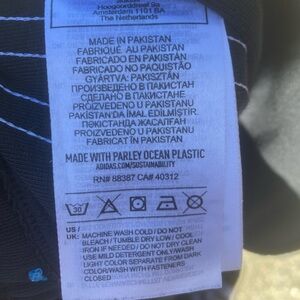 Hoogoorddreef 9a
Amsterdam 1101 BA
The Netherlands
MADE IN PAKISTAN
FABRIQUÉ AU PAKISTAN
FABRICADO EN PAKISTÁN
FABRICADO NO PAQUISTÃO
GYÁRTVA: PAKISZTÁN
ПРОИЗВЕДЕНО В ПАКИСТАН
СДЕЛАНО В ПАКИСТАНЕ
PROIZVEDENO U PAKISTANU
PAKISTAN'DA İMAL EDİLMİŞTİR
ПӘКІСТАНДА ЖАСАЛҒАН
PROIZVEDENO U PAKISTANU
FABRICAT ÎN PAKISTAN
MADE WITH PARLEY OCEAN PLASTIC
ADIDAS.COM/SUSTAINABILITY
RN# 88387 CA# 40312
30
US /
UK: MACHINE WASH COLD / DO NOT
BLEACH / TUMBLE DRY LOW / COOL
IRON IF NEEDED / DO NOT DRY CLEAN
USE MILD DETERGENT ONLY/WASH
LIGHT COLOR SEPARATE FROM DARK
COLOR/WASH WITH FASTENERS
CLOSED